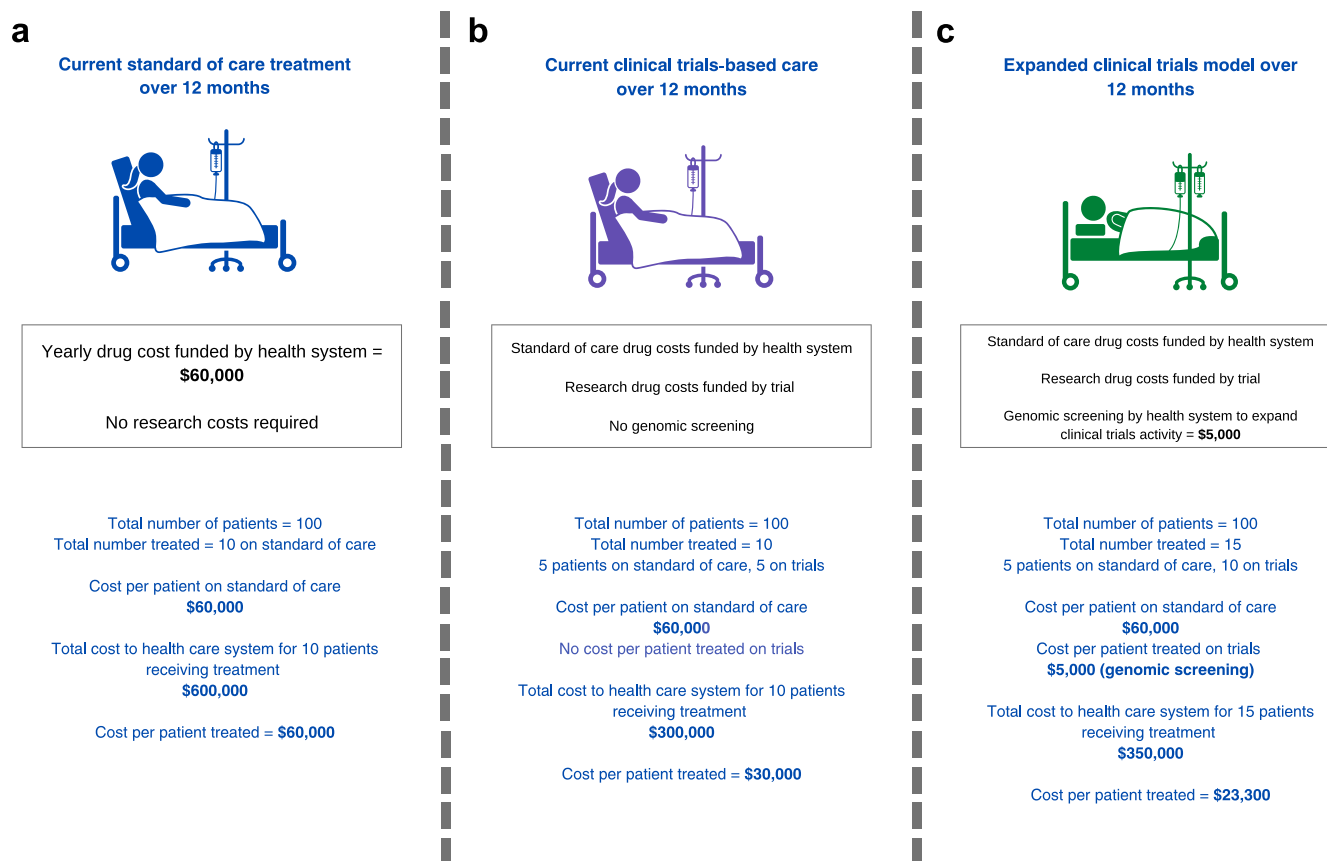 a
Current standard of care treatment
over 12 months
Yearly drug cost funded by health system =
$60,000
No research costs required
Total number of patients = 100
Total number treated = 10 on standard of care
Cost per patient on standard of care
$60,000
Total cost to health care system for 10 patients
receiving treatment
$600,000
Cost per patient treated = $60,000
b
Current clinical trials-based care
over 12 months
Standard of care drug costs funded by health system
Research drug costs funded by trial
No genomic screening
Total number of patients = 100
Total number treated = 10
5 patients on standard of care, 5 on trials
Cost per patient on standard of care
$60,000
No cost per patient treated on trials
Total cost to health care system for 10 patients
receiving treatment
$300,000
Cost per patient treated = $30,000
c
Expanded clinical trials model over
12 months
Standard of care drug costs funded by health system
Research drug costs funded by trial
Genomic screening by health system to expand
clinical trials activity = $5,000
Total number of patients = 100
Total number treated = 15
5 patients on standard of care, 10 on trials
Cost per patient on standard of care
$60,000
Cost per patient treated on trials
$5,000 (genomic screening)
Total cost to health care system for 15 patients
receiving treatment
$350,000
Cost per patient treated = $23,300